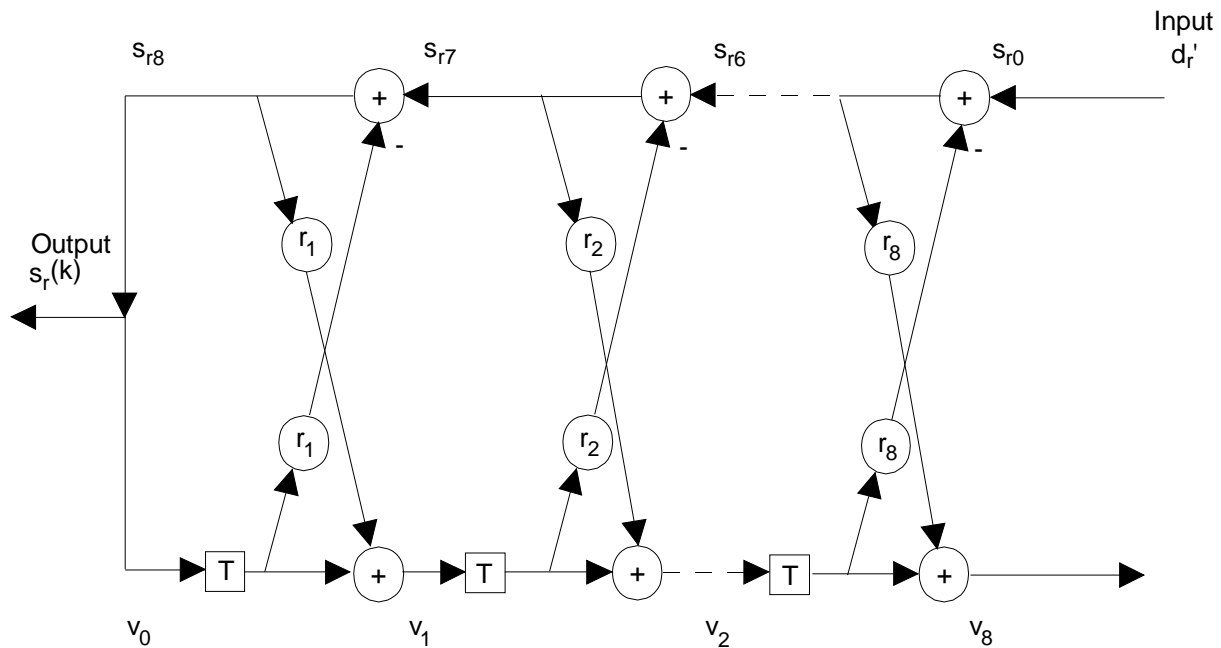 Input
s_r8 s_r7 s_r6 s_r0 d_r'
+ + +
- - -
r_1 r_2 r_8
Output
s_r(k)
r_1 r_2 r_8
T + T + T +
v_0 v_1 v_2 v_8